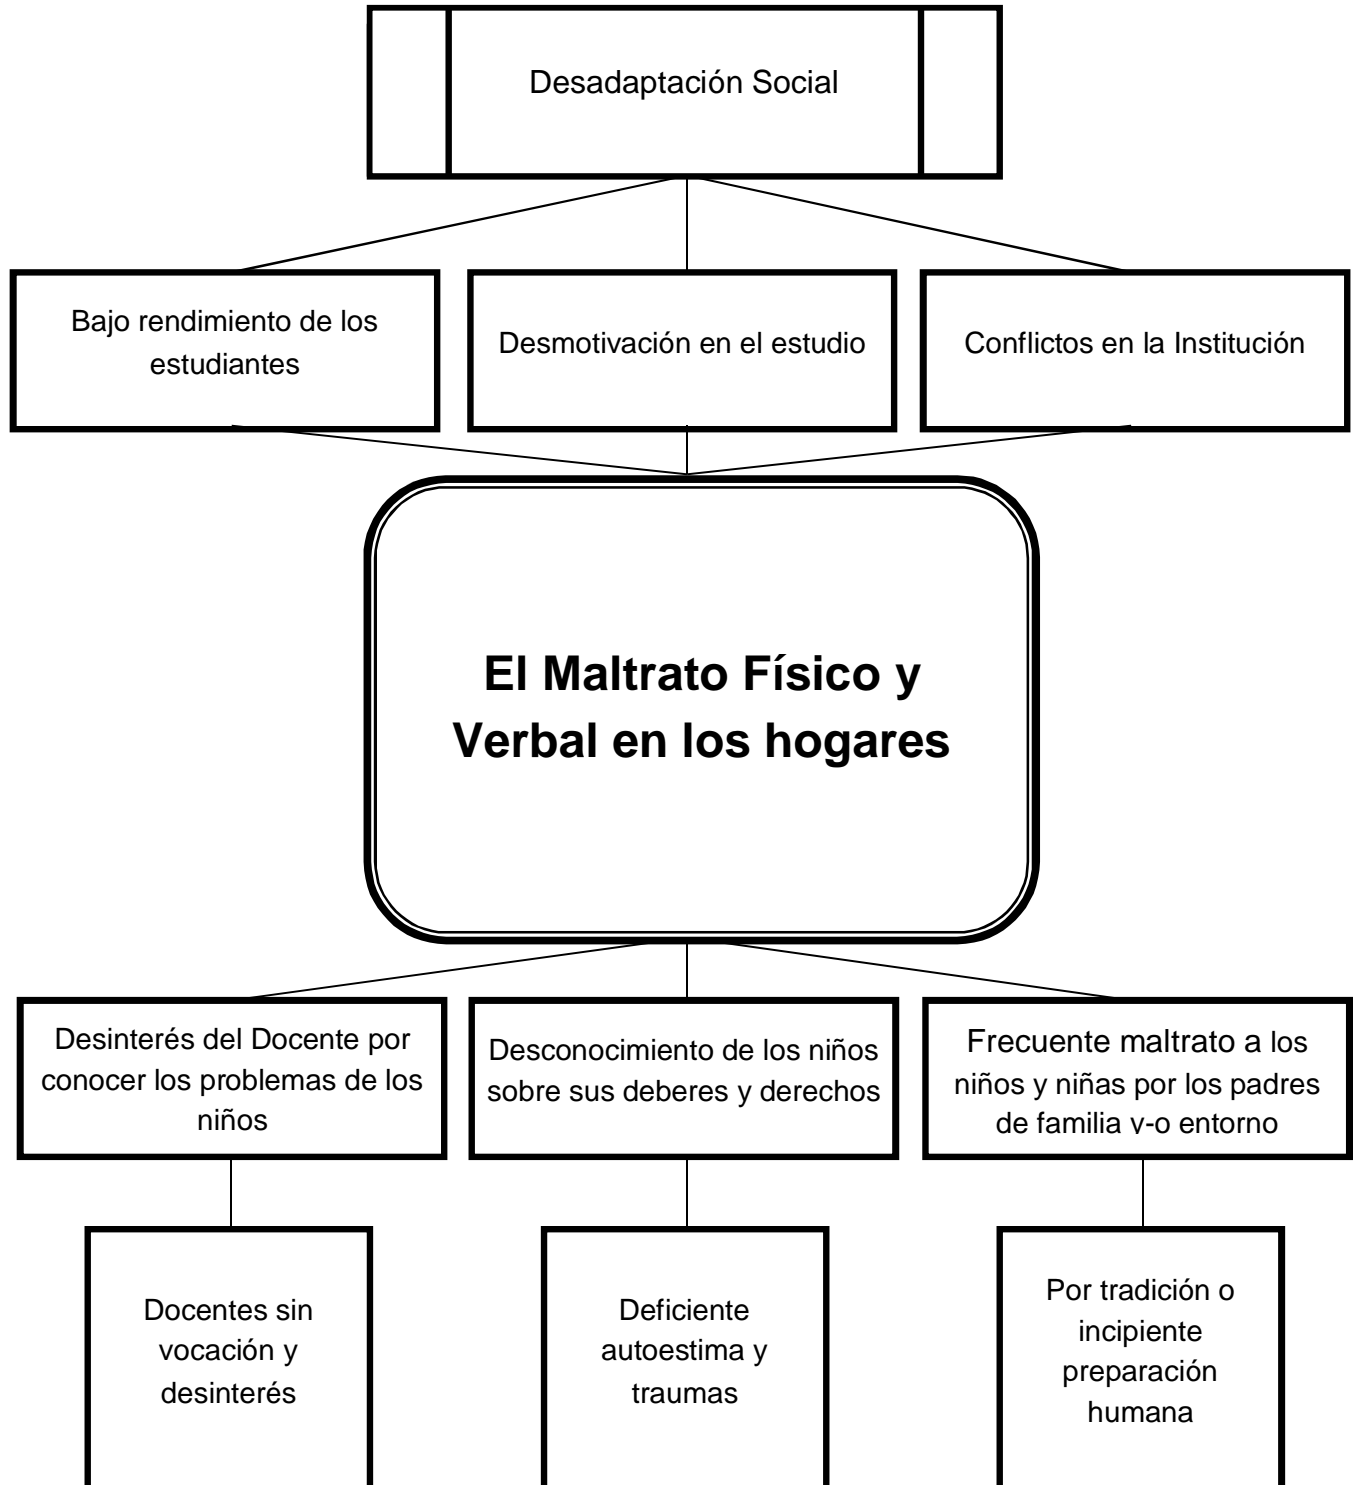 Desadaptación Social
Bajo rendimiento de los
estudiantes
Desmotivación en el estudio
Conflictos en la Institución
El Maltrato Físico y
Verbal en los hogares
Desinterés del Docente por
conocer los problemas de los
niños
Desconocimiento de los niños
sobre sus deberes y derechos
Frecuente maltrato a los
niños y niñas por los padres
de familia y-o entorno
Docentes sin
vocación y
desinterés
Deficiente
autoestima y
traumas
Por tradición o
incipiente
preparación
humana